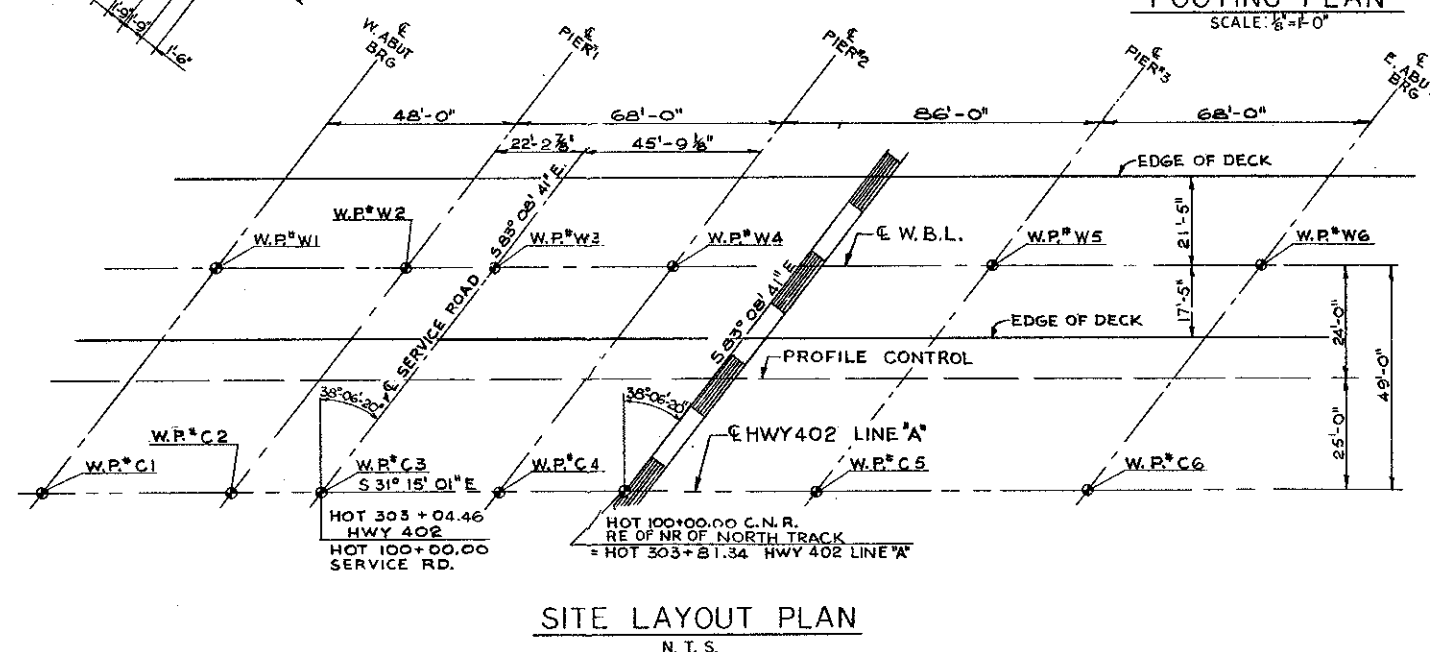 FOOTING PLAN
SCALE: 1/8"=1'-0"
1'-9" 1'-9"
1'-6"
℄
W. ABUT
BRG
℄
PIER#1
℄
PIER#2
℄
PIER#3
℄
E. ABUT
BRG
48'-0" 68'-0" 86'-0" 68'-0"
22'-2 7/8" 45'-9 1/8"
EDGE OF DECK
21'-5"
S 83° 08' 41" E.
W.P.#W1
W.P.#W2
W.P.#W3
W.P.#W4
℄ W.B.L.
W.P.#W5
W.P.#W6
℄ SERVICE ROAD
S 83° 08' 41" E
17'-5"
24'-0"
49'-0"
25'-0"
EDGE OF DECK
PROFILE CONTROL
38°-06'-20"
38°-06'-20"
℄ HWY 402 LINE "A"
W.P.#C1
W.P.#C2
W.P.#C3
S 31° 15' 01" E
W.P.#C4
W.P.#C5
W.P.#C6
HOT 303 + 04.46
HWY 402
HOT 100+00.00
SERVICE RD.
HOT 100+00.00 C.N.R.
RE OF NR OF NORTH TRACK
= HOT 303+81.34 HWY 402 LINE "A"
SITE LAYOUT PLAN
N.T.S.